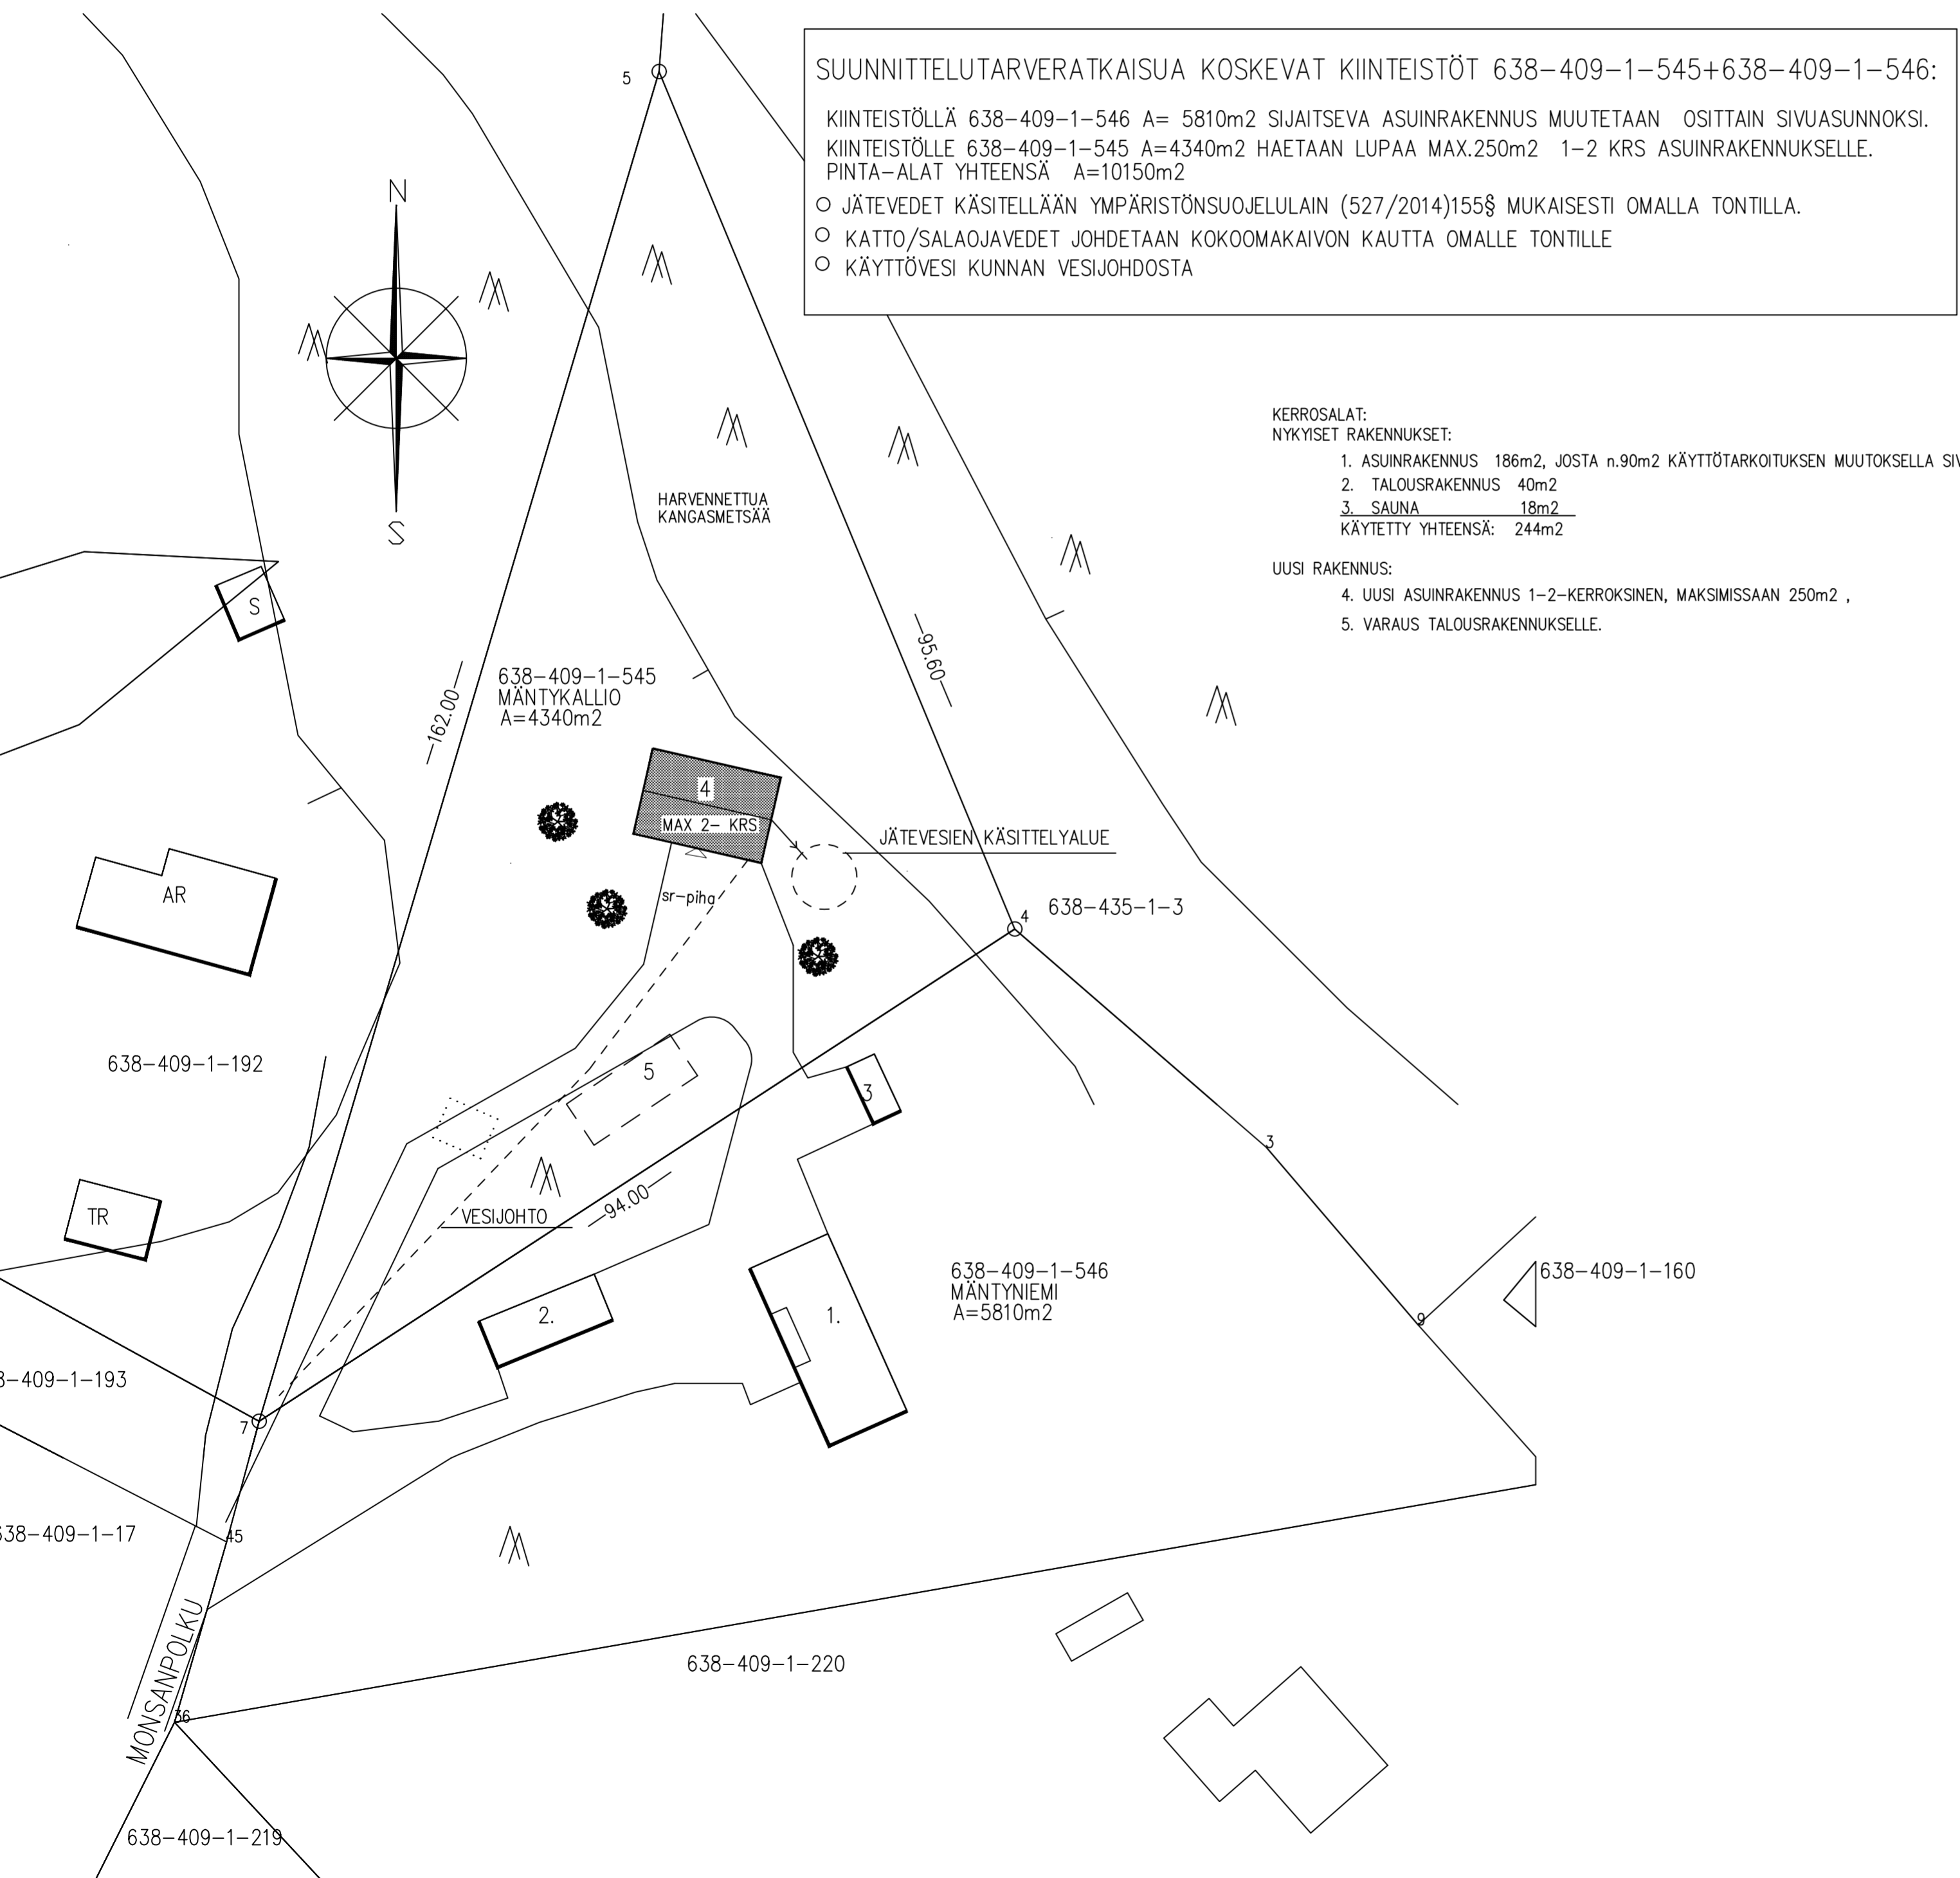 5
SUUNNITTELUTARVERATKAISUA KOSKEVAT KIINTEISTÖT 638-409-1-545+638-409-1-546:
KIINTEISTÖLLÄ 638-409-1-546 A= 5810m2 SIJAITSEVA ASUINRAKENNUS MUUTETAAN OSITTAIN SIVUASUNNOKSI.
KIINTEISTÖLLE 638-409-1-545 A=4340m2 HAETAAN LUPAA MAX.250m2 1-2 KRS ASUINRAKENNUKSELLE.
PINTA-ALAT YHTEENSÄ A=10150m2
JÄTEVEDET KÄSITELLÄÄN YMPÄRISTÖNSUOJELULAIN (527/2014)155§ MUKAISESTI OMALLA TONTILLA.
KATTO/SALAOJAVEDET JOHDETAAN KOKOOMAKAIVON KAUTTA OMALLE TONTILLE
KÄYTTÖVESI KUNNAN VESIJOHDOSTA
N
S
KERROSALAT:
NYKYISET RAKENNUKSET:
1. ASUINRAKENNUS 186m2, JOSTA n.90m2 KÄYTTÖTARKOITUKSEN MUUTOKSELLA
2. TALOUSRAKENNUS 40m2
3. SAUNA 18m2
KÄYTETTY YHTEENSÄ: 244m2
UUSI RAKENNUS:
4. UUSI ASUINRAKENNUS 1-2-KERROKSINEN, MAKSIMISSAAN 250m2 ,
5. VARAUS TALOUSRAKENNUKSELLE.
HARVENNETTUA
KANGASMETSÄÄ
S
-95.60-
-162.00-
638-409-1-545
MÄNTYKALLIO
A=4340m2
4
MAX 2- KRS
JÄTEVESIEN KÄSITTELYALUE
AR
sr-piha
4
638-435-1-3
638-409-1-192
5
3
3
TR
VESIJOHTO
-94.00-
638-409-1-546
MÄNTYNIEMI
A=5810m2
638-409-1-160
9
2.
1.
-409-1-193
7
638-409-1-17
45
MONSANPOLKU
638-409-1-220
36
638-409-1-219